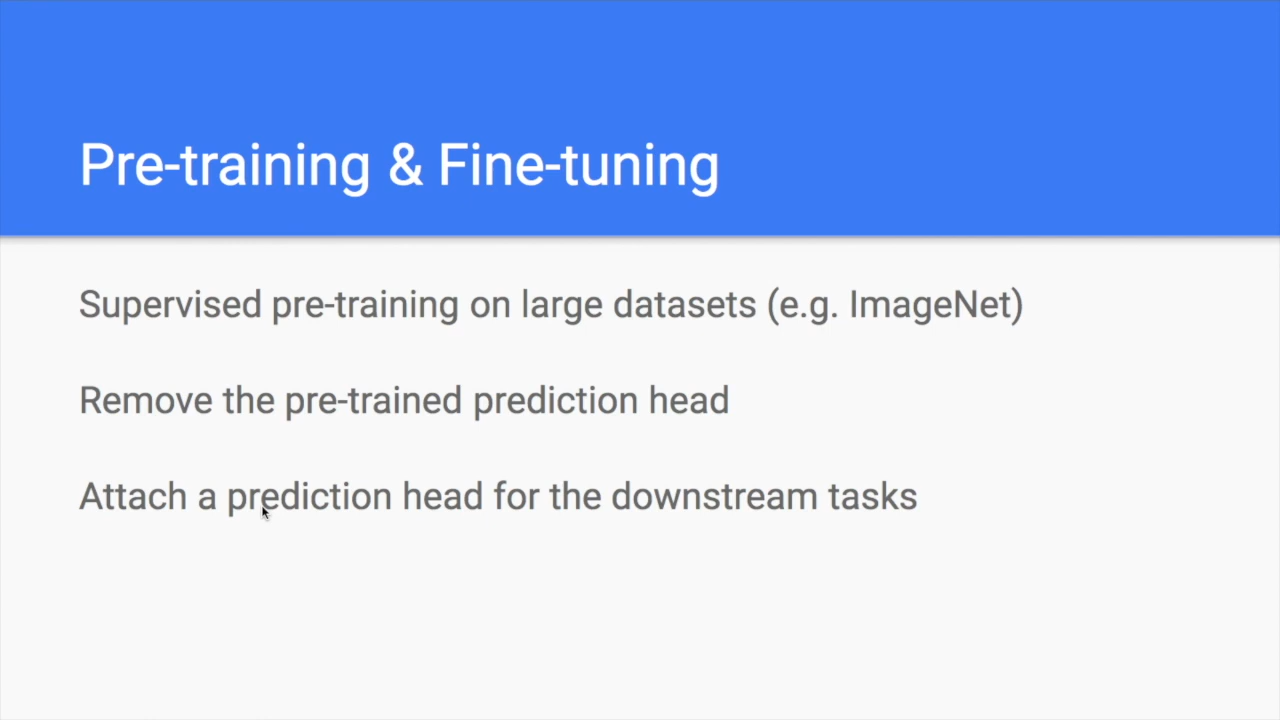 Pre-training & Fine-tuning
Supervised pre-training on large datasets (e.g. ImageNet)
Remove the pre-trained prediction head
Attach a prediction head for the downstream tasks